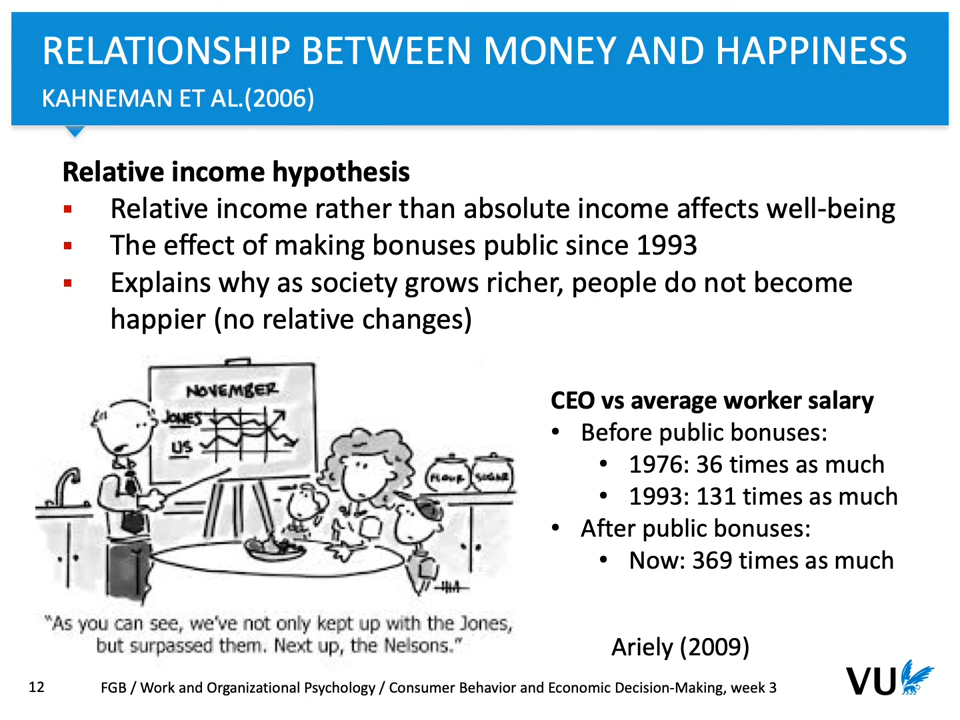 RELATIONSHIP BETWEEN MONEY AND HAPPINESS
KAHNEMAN ET AL.(2006)
Relative income hypothesis
▪ Relative income rather than absolute income affects well-being
▪ The effect of making bonuses public since 1993
▪ Explains why as society grows richer, people do not become
happier (no relative changes)
NOVEMBER
JONES
US
FLOUR
SUGAR
"As you can see, we've not only kept up with the Jones,
but surpassed them. Next up, the Nelsons."
CEO vs average worker salary
• Before public bonuses:
• 1976: 36 times as much
• 1993: 131 times as much
• After public bonuses:
• Now: 369 times as much
Ariely (2009)
12
FGB / Work and Organizational Psychology / Consumer Behavior and Economic Decision-Making, week 3
VU